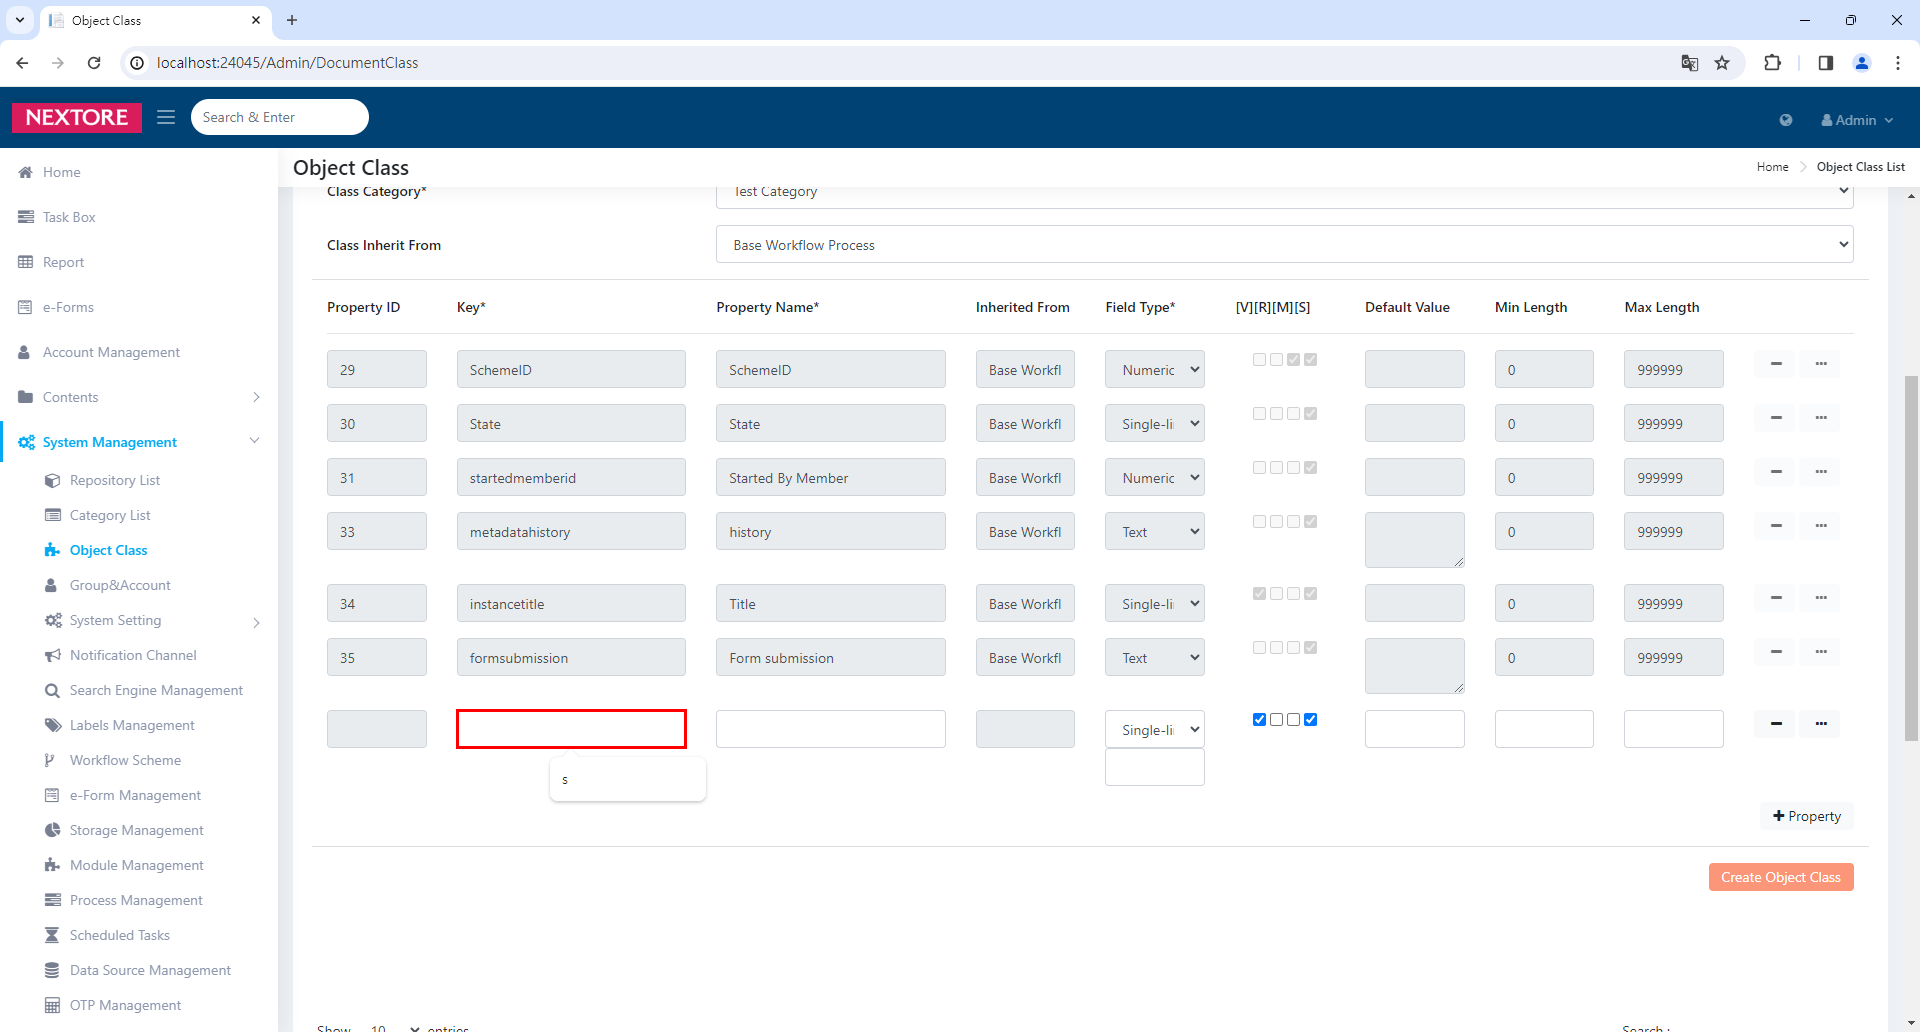 Object Class
localhost:24045/Admin/DocumentClass
NEXTORE
Search & Enter
Admin
Object Class
Home
Object Class List
Home
Task Box
Report
e-Forms
Account Management
Contents
System Management
Repository List
Category List
Object Class
Group&Account
System Setting
Notification Channel
Search Engine Management
Labels Management
Workflow Scheme
e-Form Management
Storage Management
Module Management
Process Management
Scheduled Tasks
Data Source Management
OTP Management
Class Category* Test Category
Class Inherit From Base Workflow Process
Property ID Key* Property Name* Inherited From Field Type* [V][R][M][S] Default Value Min Length Max Length
29 SchemeID SchemeID Base Workfl Numeric 0 999999
30 State State Base Workfl Single-li 0 999999
31 startedmemberid Started By Member Base Workfl Numeric 0 999999
33 metadatahistory history Base Workfl Text 0 999999
34 instancetitle Title Base Workfl Single-li 0 999999
35 formsubmission Form submission Base Workfl Text 0 999999
Single-li
s
+ Property
Create Object Class
Show 10 entries
Search :